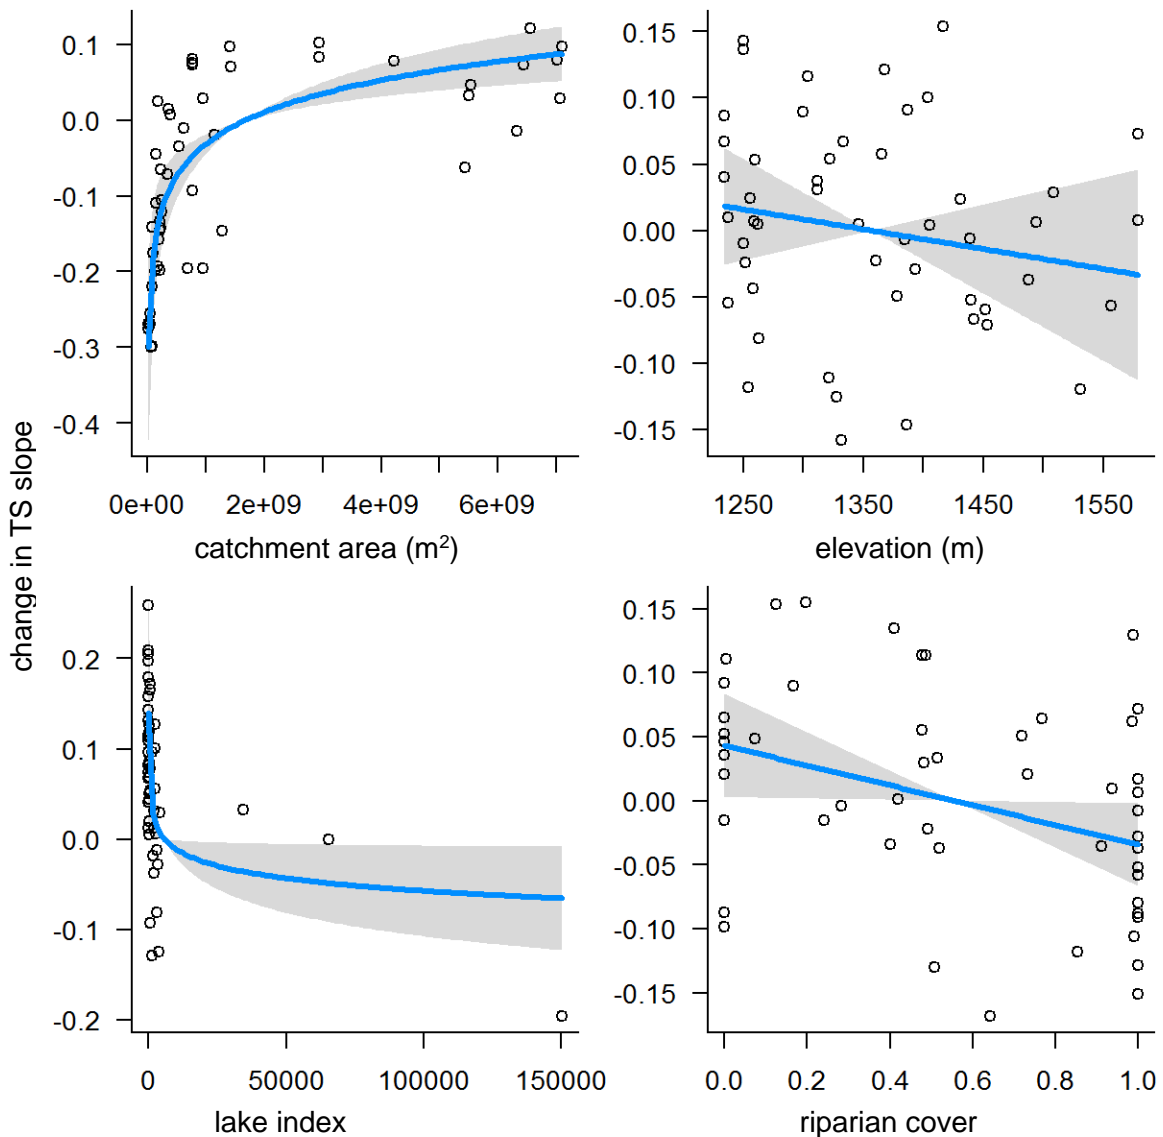 change in TS slope
0.1
0.0
-0.1
-0.2
-0.3
-0.4
0e+00 2e+09 6e+09
catchment area (m²)
0.15
0.10
0.05
0.00
-0.05
-0.10
-0.15
1250 1350 1450 1550
elevation (m)
0.2
0.1
0.0
-0.1
-0.2
0 50000 100000 150000
lake index
0.15
0.10
0.05
0.00
-0.05
-0.10
-0.15
0.0 0.2 0.4 0.6 0.8 1.0
riparian cover